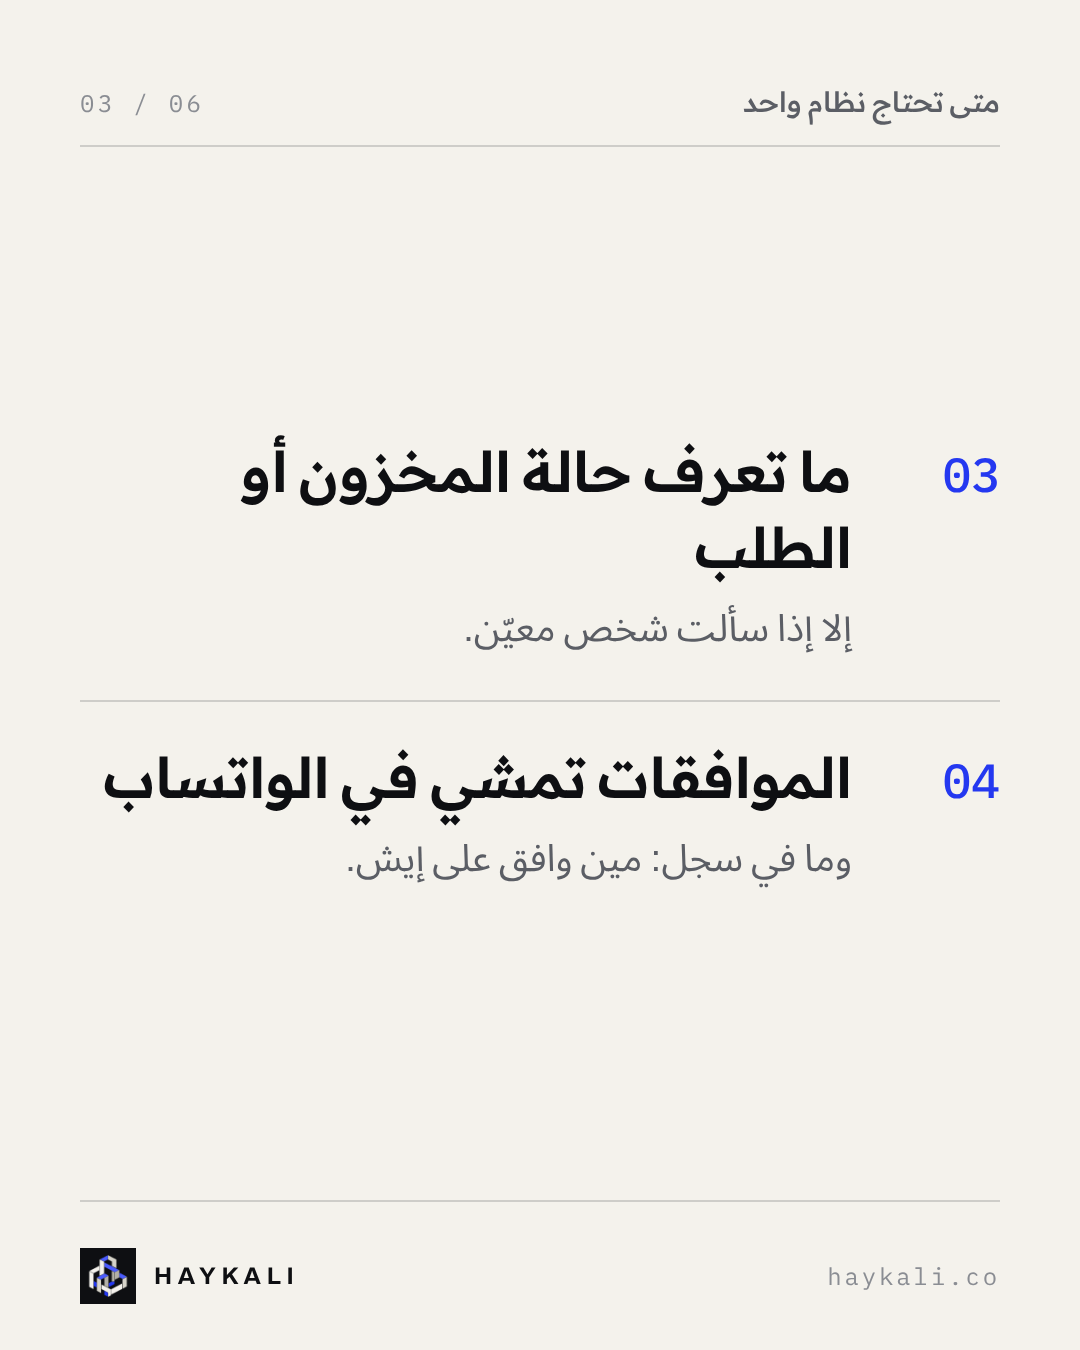 متى تحتاج نظام واحد
03 / 06
03
ما تعرف حالة المخزون أو
الطلب
إلا إذا سألت شخص معيّن.
04
الموافقات تمشي في الواتساب
وما في سجل: مين وافق على إيش.
HAYKALI
haykali.co